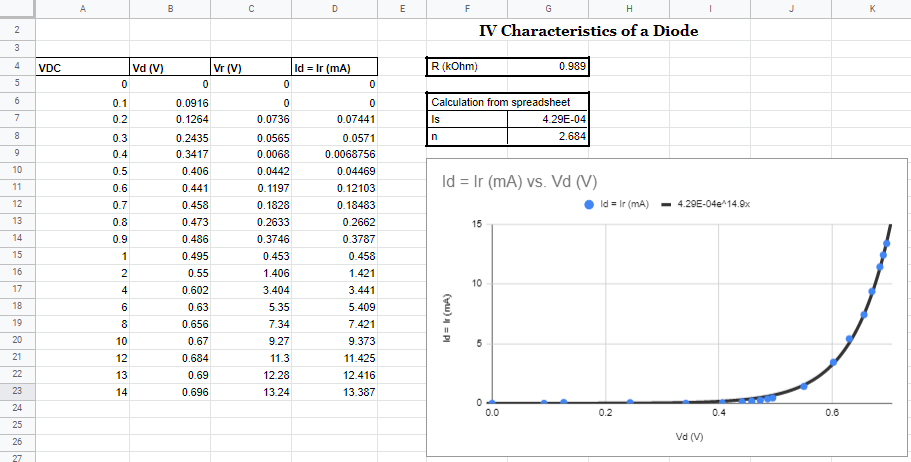 A B C D E F G H I J K
2 IV Characteristics of a Diode
3
4 VDC Vd (V) Vr (V) Id = Ir (mA) R (kOhm) 0.989
5 0 0 0 0
6 0.1 0.0916 0 0 Calculation from spreadsheet
7 0.2 0.1264 0.0736 0.07441 Is 4.29E-04
8 0.3 0.2435 0.0565 0.0571 n 2.684
9 0.4 0.3417 0.0068 0.0068756
10 0.5 0.406 0.0442 0.04469
11 0.6 0.441 0.1197 0.12103
12 0.7 0.458 0.1828 0.18483
13 0.8 0.473 0.2633 0.2662
14 0.9 0.486 0.3746 0.3787
15 1 0.495 0.453 0.458
16 2 0.55 1.406 1.421
17 4 0.602 3.404 3.441
18 6 0.63 5.35 5.409
19 8 0.656 7.34 7.421
20 10 0.67 9.27 9.373
21 12 0.684 11.3 11.425
22 13 0.69 12.28 12.416
23 14 0.696 13.24 13.387
24
25
26
27
Id = Ir (mA) vs. Vd (V)
Id = Ir (mA) 4.29E-04e^14.9x
Id = Ir (mA)
15
10
5
0
0.0 0.2 0.4 0.6
Vd (V)